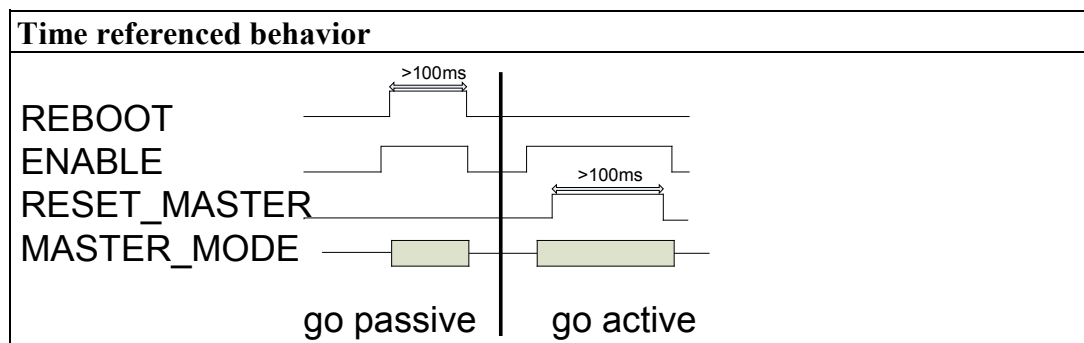 Time referenced behavior
>100ms
REBOOT
ENABLE
>100ms
RESET_MASTER
MASTER_MODE
go passive
go active